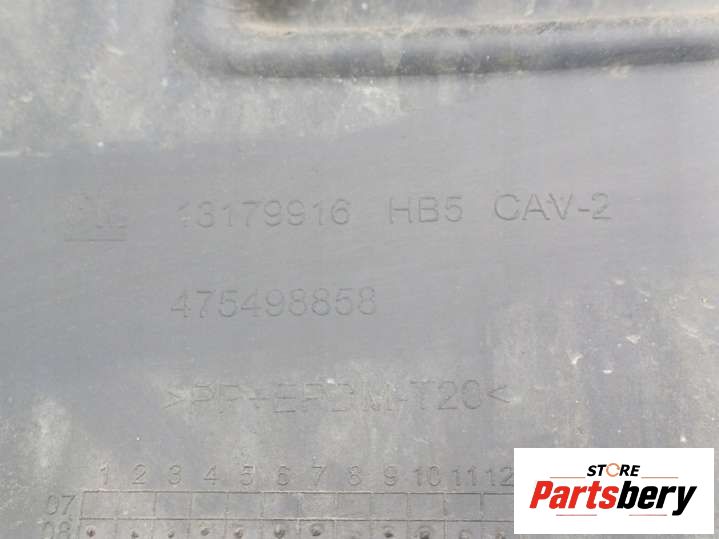 GM 13179916 HB5 CAV-2
475498858
>PP+EPDM-T20<
1 2 3 4 5 6 7 8 9 10 11 12
07
08
STORE
Partsbery